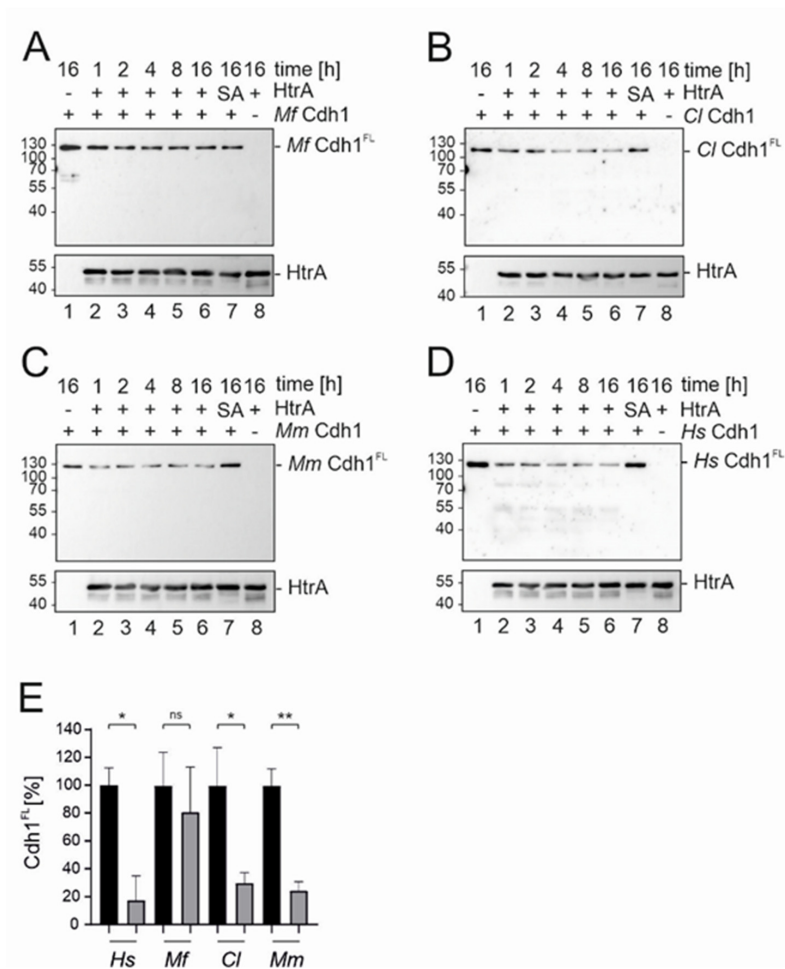 A
16 1 2 4 8 16 16 16 time [h]
- + + + + + SA + HtrA
+ + + + + + + - Mf Cdh1
130
100
70
55
40
- Mf Cdh1FL
55
40
- HtrA
1 2 3 4 5 6 7 8
B
16 1 2 4 8 16 16 16 time [h]
- + + + + + SA + HtrA
+ + + + + + + - Cl Cdh1
130
100
70
55
40
- Cl Cdh1FL
55
40
- HtrA
1 2 3 4 5 6 7 8
C
16 1 2 4 8 16 16 16 time [h]
- + + + + + SA + HtrA
+ + + + + + + - Mm Cdh1
130
100
70
55
40
- Mm Cdh1FL
55
40
- HtrA
1 2 3 4 5 6 7 8
D
16 1 2 4 8 16 16 16 time [h]
- + + + + + SA + HtrA
+ + + + + + + - Hs Cdh1
130
100
70
55
40
- Hs Cdh1FL
55
40
- HtrA
1 2 3 4 5 6 7 8
E
* ns * **
140
120
100
80
60
40
20
0
Cdh1FL[%]
Hs Mf Cl Mm